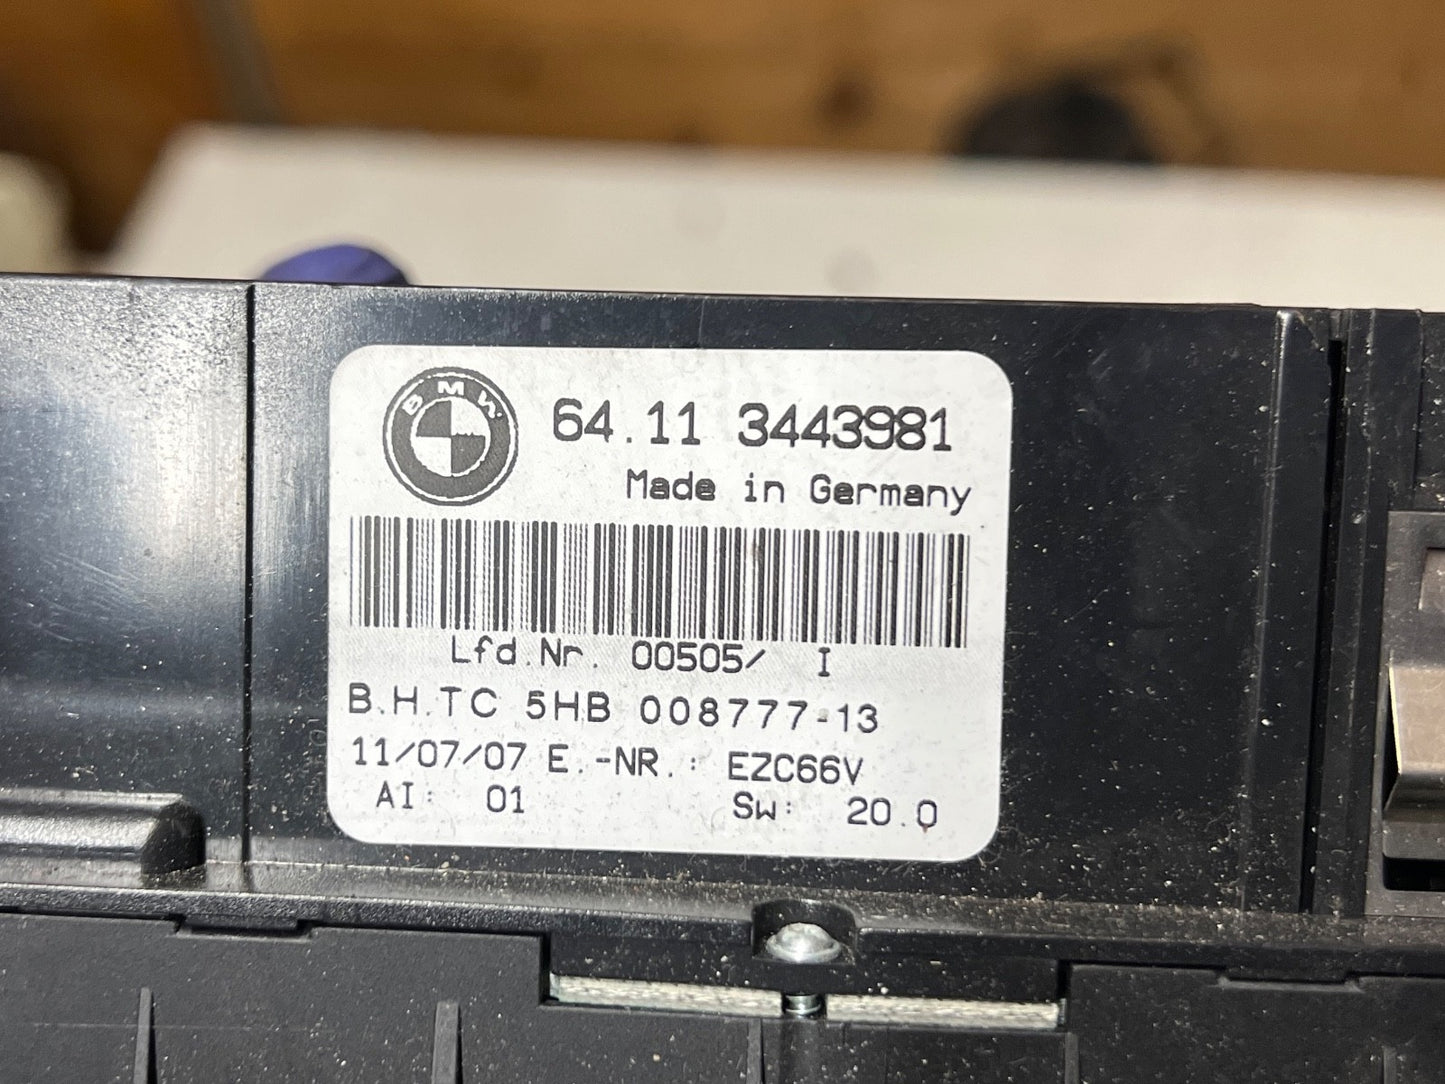 BMW
64.11 3443981
Made in Germany
Lfd.Nr. 00505/ I
B.H.TC 5HB 008777-13
11/07/07 E.-NR.: EZC66V
AI: 01 SW: 20.0